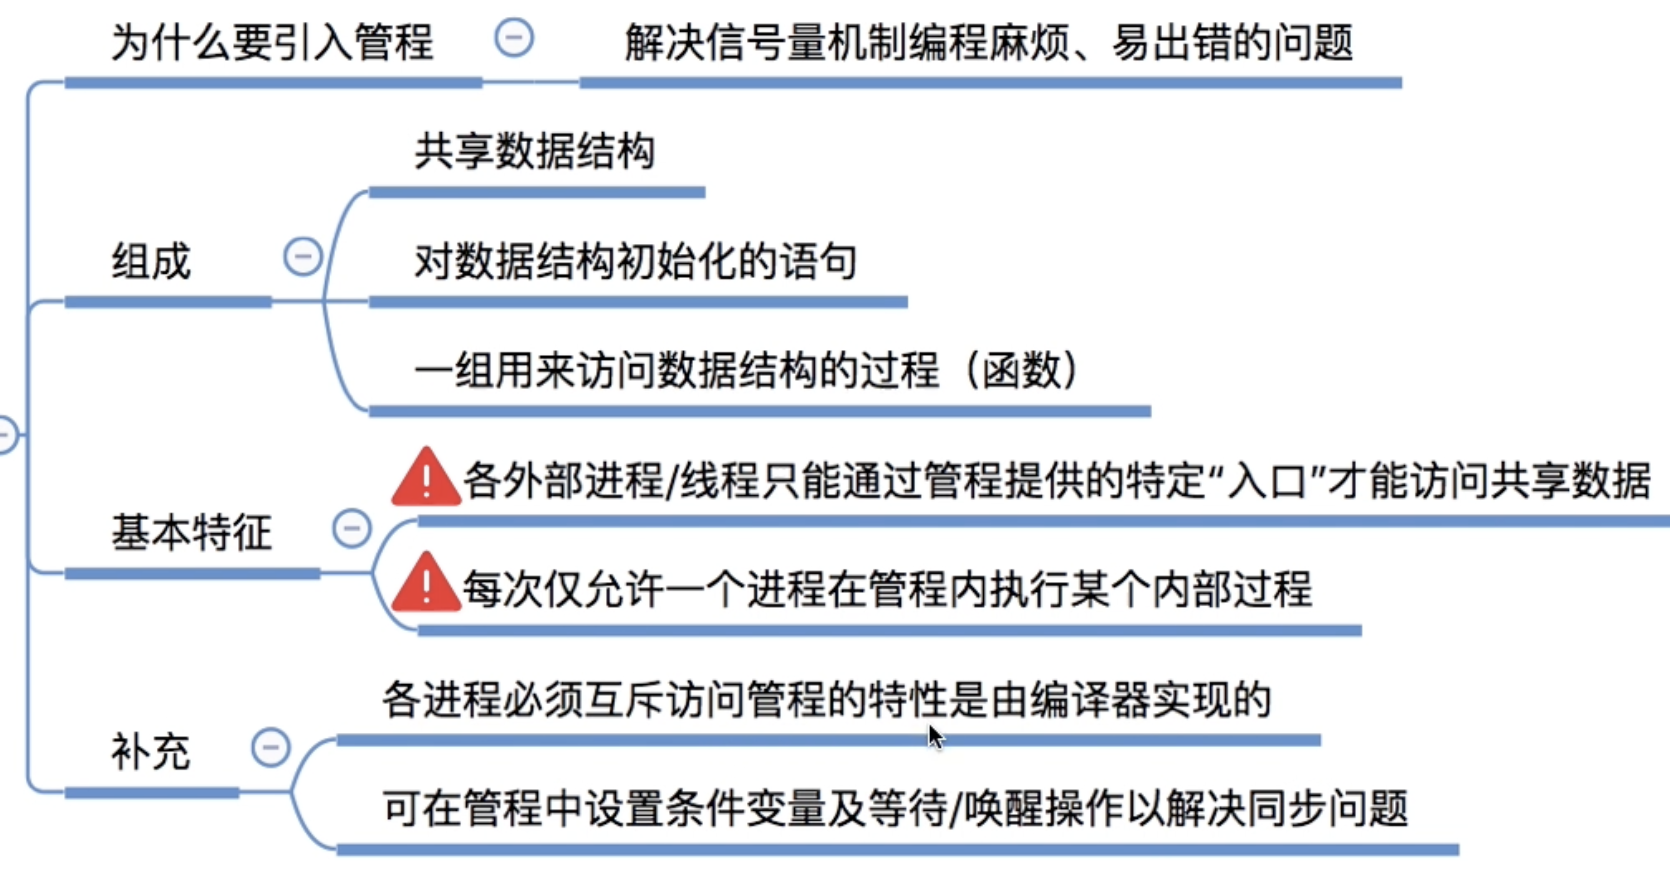 为什么要引入管程
解决信号量机制编程麻烦、易出错的问题
组成
共享数据结构
对数据结构初始化的语句
一组用来访问数据结构的过程（函数）
基本特征
各外部进程/线程只能通过管程提供的特定“入口”才能访问共享数据
每次仅允许一个进程在管程内执行某个内部过程
补充
各进程必须互斥访问管程的特性是由编译器实现的
可在管程中设置条件变量及等待/唤醒操作以解决同步问题